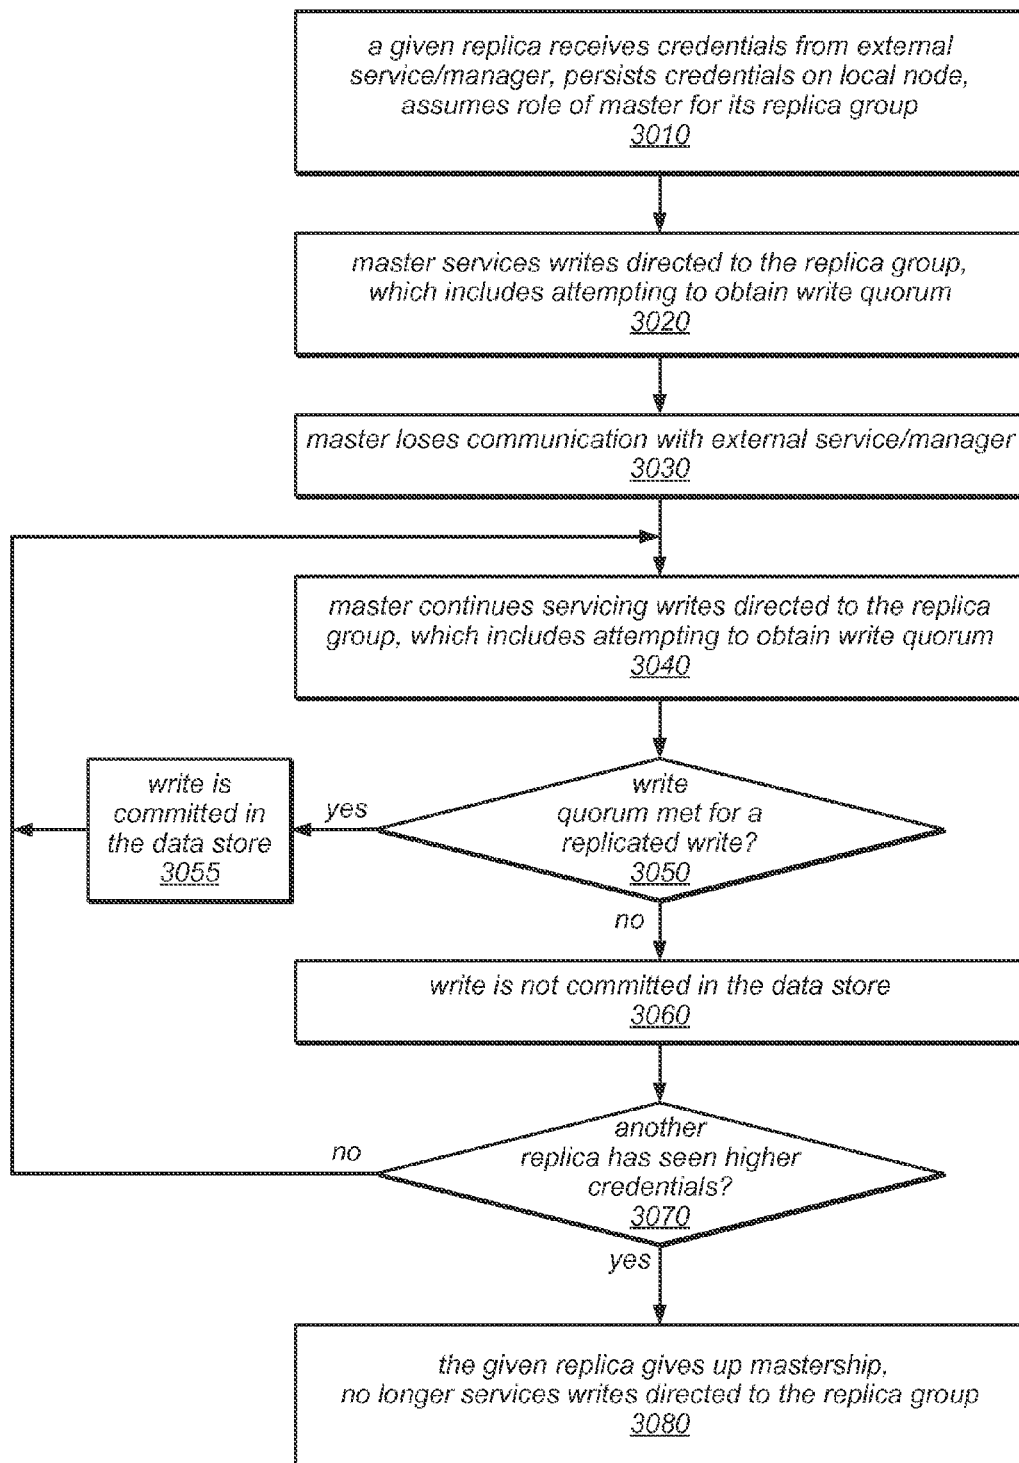 a given replica receives credentials from external
service/manager, persists credentials on local node,
assumes role of master for its replica group
3010
master services writes directed to the replica group,
which includes attempting to obtain write quorum
3020
master loses communication with external service/manager
3030
master continues servicing writes directed to the replica
group, which includes attempting to obtain write quorum
3040
write is
committed in
the data store
3055
yes
write
quorum met for a
replicated write?
3050
no
write is not committed in the data store
3060
no
another
replica has seen higher
credentials?
3070
yes
the given replica gives up mastership,
no longer services writes directed to the replica group
3080